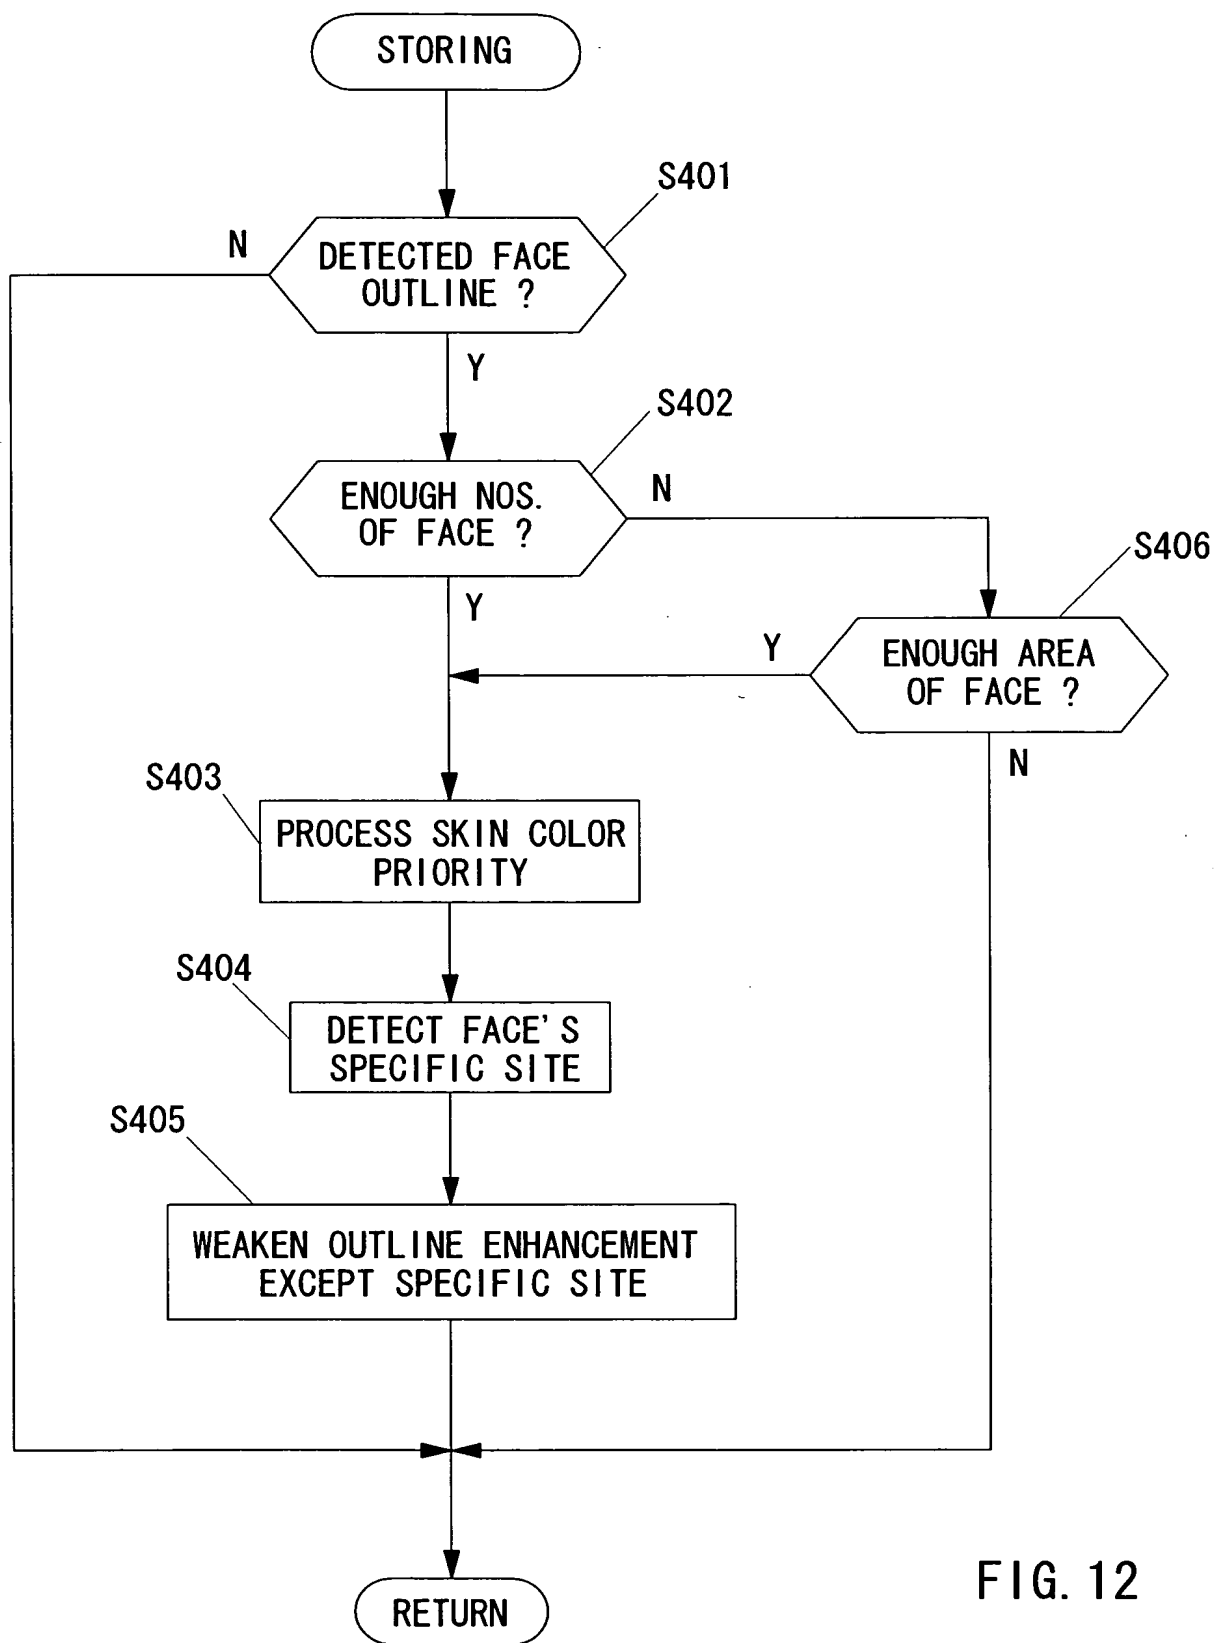 STORING
S401
N
DETECTED FACE
OUTLINE ?
Y
S402
ENOUGH NOS.
OF FACE ?
N
S406
Y
Y
ENOUGH AREA
OF FACE ?
N
S403
PROCESS SKIN COLOR
PRIORITY
S404
DETECT FACE'S
SPECIFIC SITE
S405
WEAKEN OUTLINE ENHANCEMENT
EXCEPT SPECIFIC SITE
RETURN
FIG. 12